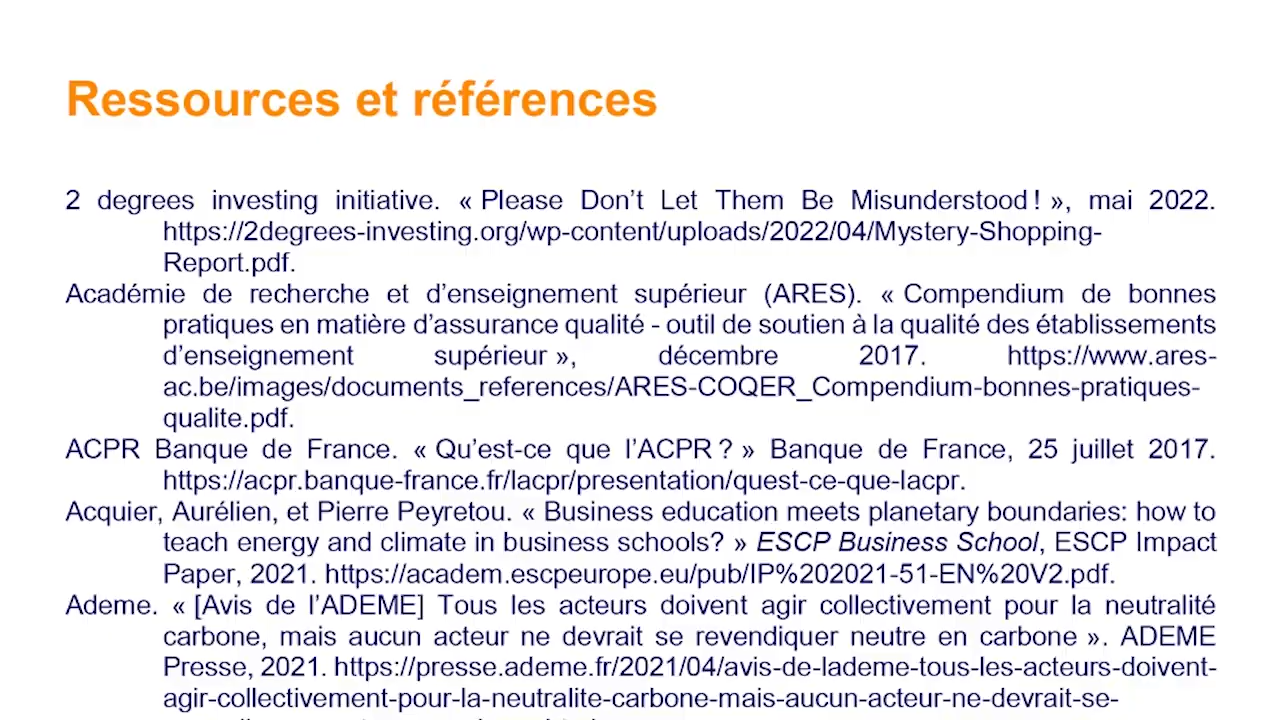 Ressources et références
2 degrees investing initiative. « Please Don’t Let Them Be Misunderstood ! », mai 2022.
https://2degrees-investing.org/wp-content/uploads/2022/04/Mystery-Shopping-
Report.pdf.
Académie de recherche et d’enseignement supérieur (ARES). « Compendium de bonnes
pratiques en matière d’assurance qualité - outil de soutien à la qualité des établissements
d’enseignement supérieur », décembre 2017. https://www.ares-
ac.be/images/documents_references/ARES-COQER_Compendium-bonnes-pratiques-
qualite.pdf.
ACPR Banque de France. « Qu’est-ce que l’ACPR ? » Banque de France, 25 juillet 2017.
https://acpr.banque-france.fr/lacpr/presentation/quest-ce-que-lacpr.
Acquier, Aurélien, et Pierre Peyretou. « Business education meets planetary boundaries: how to
teach energy and climate in business schools? » ESCP Business School, ESCP Impact
Paper, 2021. https://academ.escpeurope.eu/pub/IP%202021-51-EN%20V2.pdf.
Ademe. « [Avis de l’ADEME] Tous les acteurs doivent agir collectivement pour la neutralité
carbone, mais aucun acteur ne devrait se revendiquer neutre en carbone ». ADEME
Presse, 2021. https://presse.ademe.fr/2021/04/avis-de-lademe-tous-les-acteurs-doivent-
agir-collectivement-pour-la-neutralite-carbone-mais-aucun-acteur-ne-devrait-se-